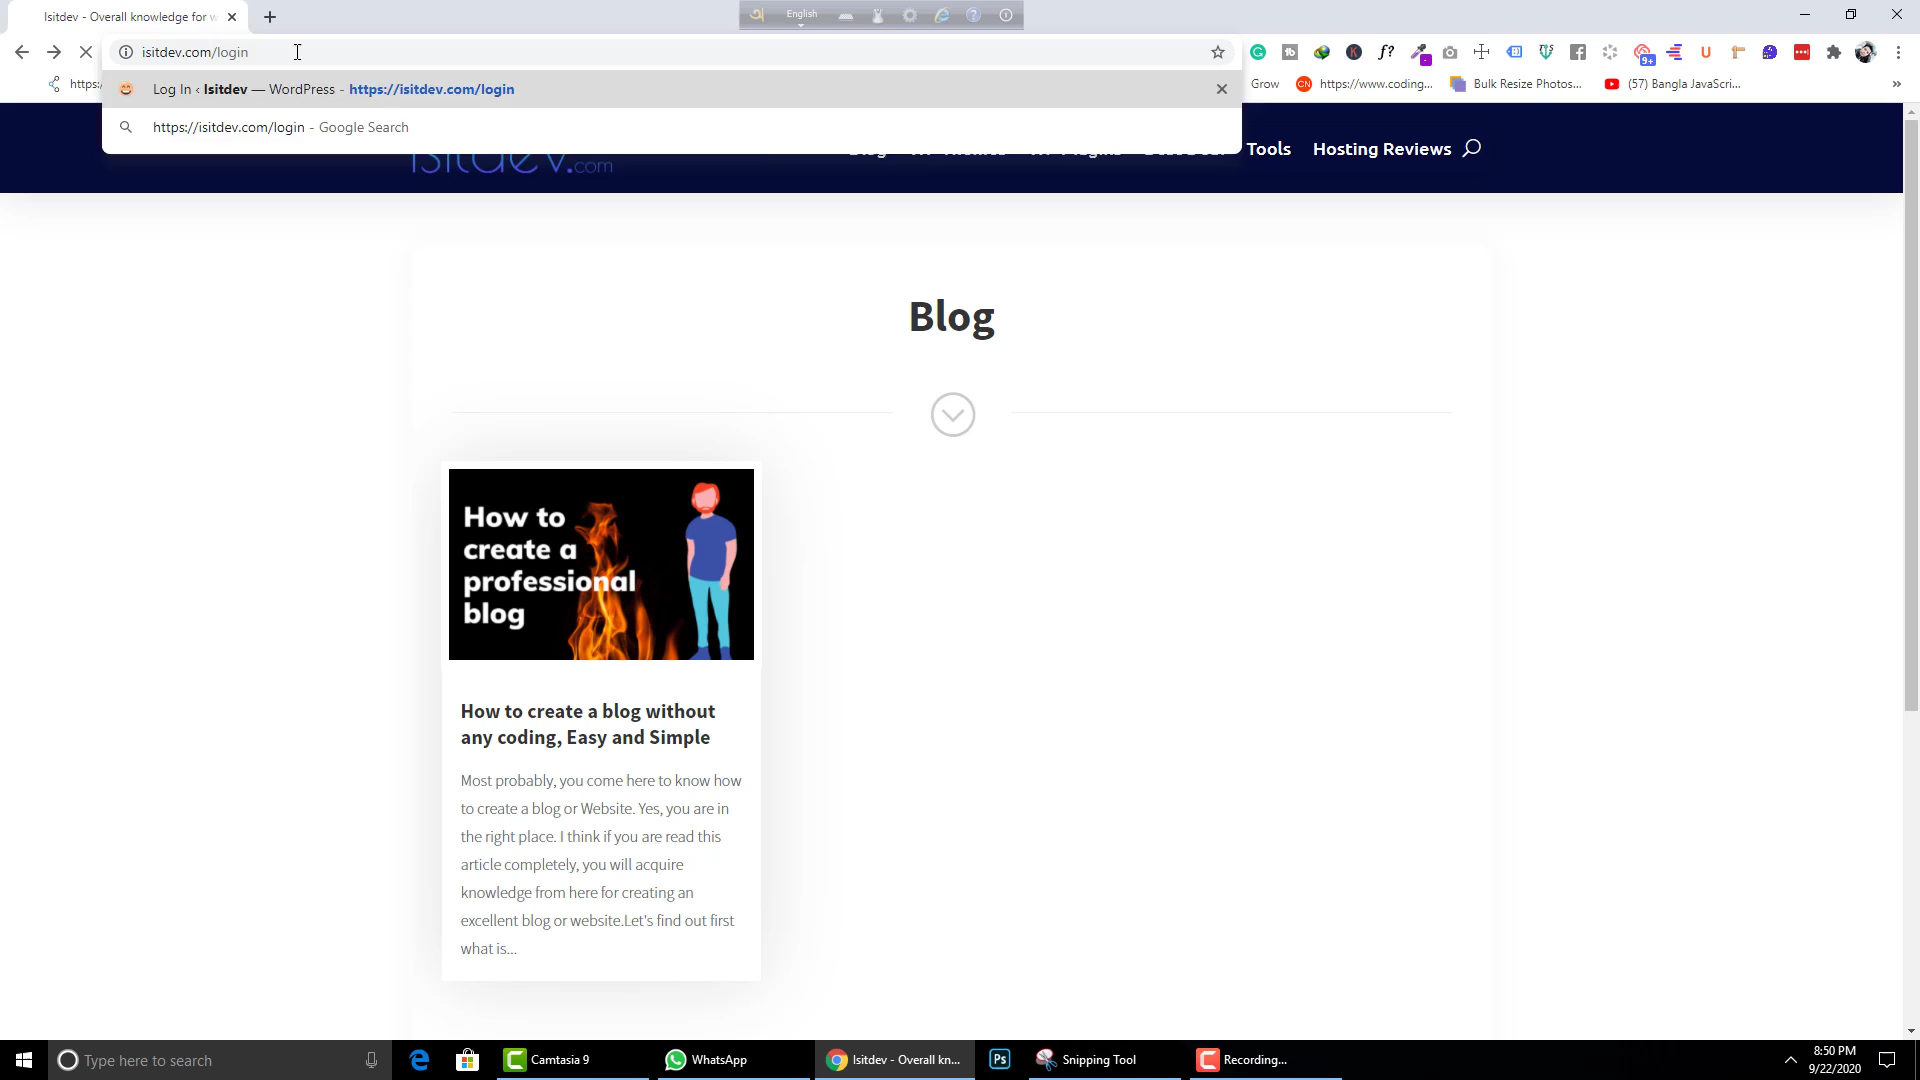 Isitdev - Overall knowledge for w
English
isitdev.com/login
Log In ‹ Isitdev — WordPress - https://isitdev.com/login
https://isitdev.com/login - Google Search
https:
Grow
https://www.coding...
Bulk Resize Photos...
(57) Bangla JavaScri...
isitdev.com
Tools
Hosting Reviews
Blog
How to
create a
professional
blog
How to create a blog without
any coding, Easy and Simple
Most probably, you come here to know how
to create a blog or Website. Yes, you are in
the right place. I think if you are read this
article completely, you will acquire
knowledge from here for creating an
excellent blog or website.Let's find out first
what is...
Type here to search
Camtasia 9
WhatsApp
Isitdev - Overall kn...
Ps
Snipping Tool
Recording...
8:50 PM
9/22/2020